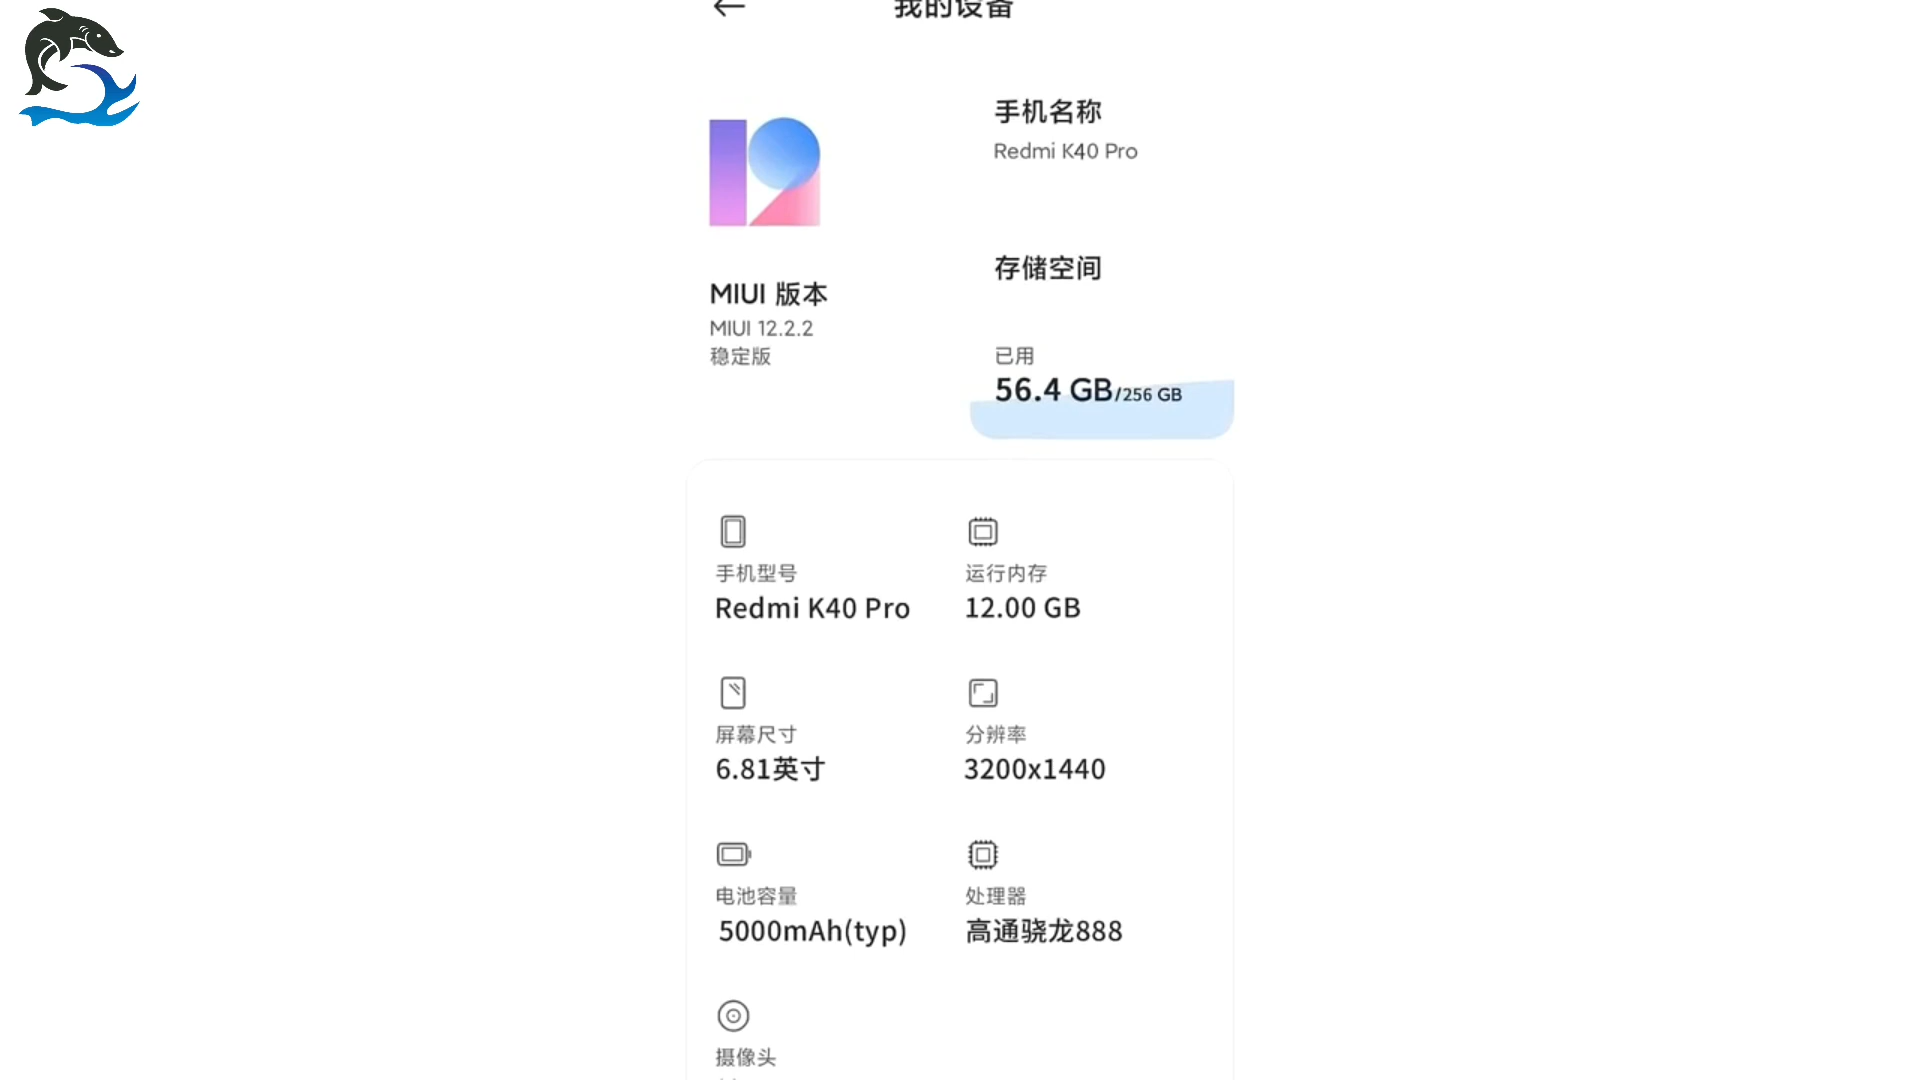 我的设备
手机名称
Redmi K40 Pro
MIUI 版本
MIUI 12.2.2
稳定版
存储空间
已用
56.4 GB/256 GB
手机型号
Redmi K40 Pro
运行内存
12.00 GB
屏幕尺寸
6.81英寸
分辨率
3200x1440
电池容量
5000mAh(typ)
处理器
高通骁龙888
摄像头